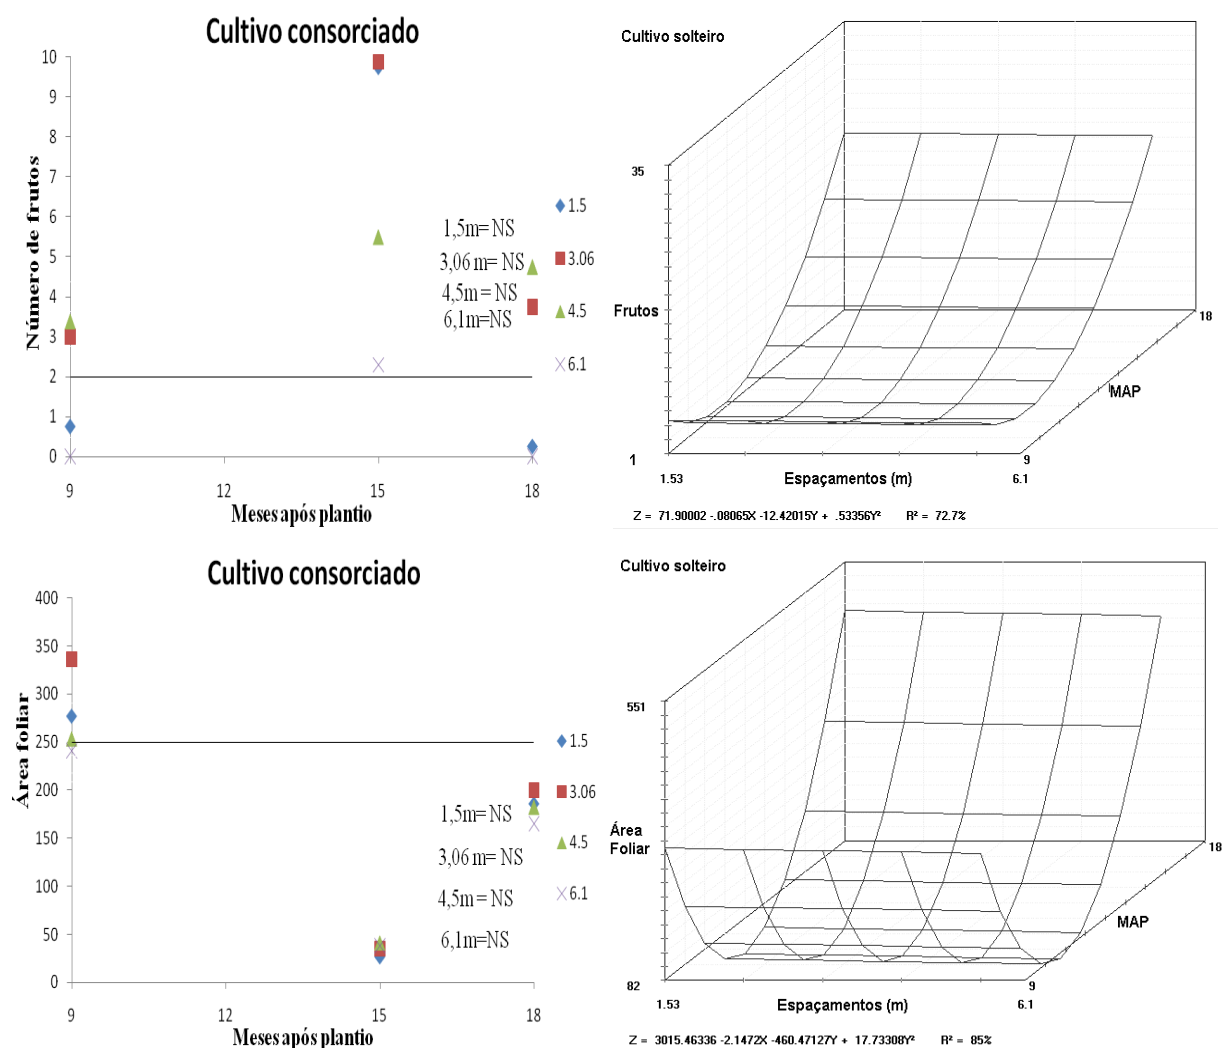 Cultivo consorciado
Número de frutos
10
9
8
7
6
5
4
3
2
1
0
9
12
15
18
Meses após plantio
1,5m= NS
3,06 m= NS
4,5m = NS
6,1m=NS
1.5
3.06
4.5
6.1
Cultivo solteiro
35
Frutos
1
1.53
Espaçamentos (m)
6.1
9
MAP
18
Z = 71.90002 -.08065X -12.42015Y + .53356Y² R² = 72.7%
Cultivo consorciado
Área foliar
400
350
300
250
200
150
100
50
0
9
12
15
18
Meses após plantio
1,5m= NS
3,06 m= NS
4,5m = NS
6,1m=NS
1.5
3.06
4.5
6.1
Cultivo solteiro
551
Área
Foliar
82
1.53
Espaçamentos (m)
6.1
9
MAP
18
Z = 3015.46336 -2.1472X -460.47127Y + 17.73308Y² R² = 85%